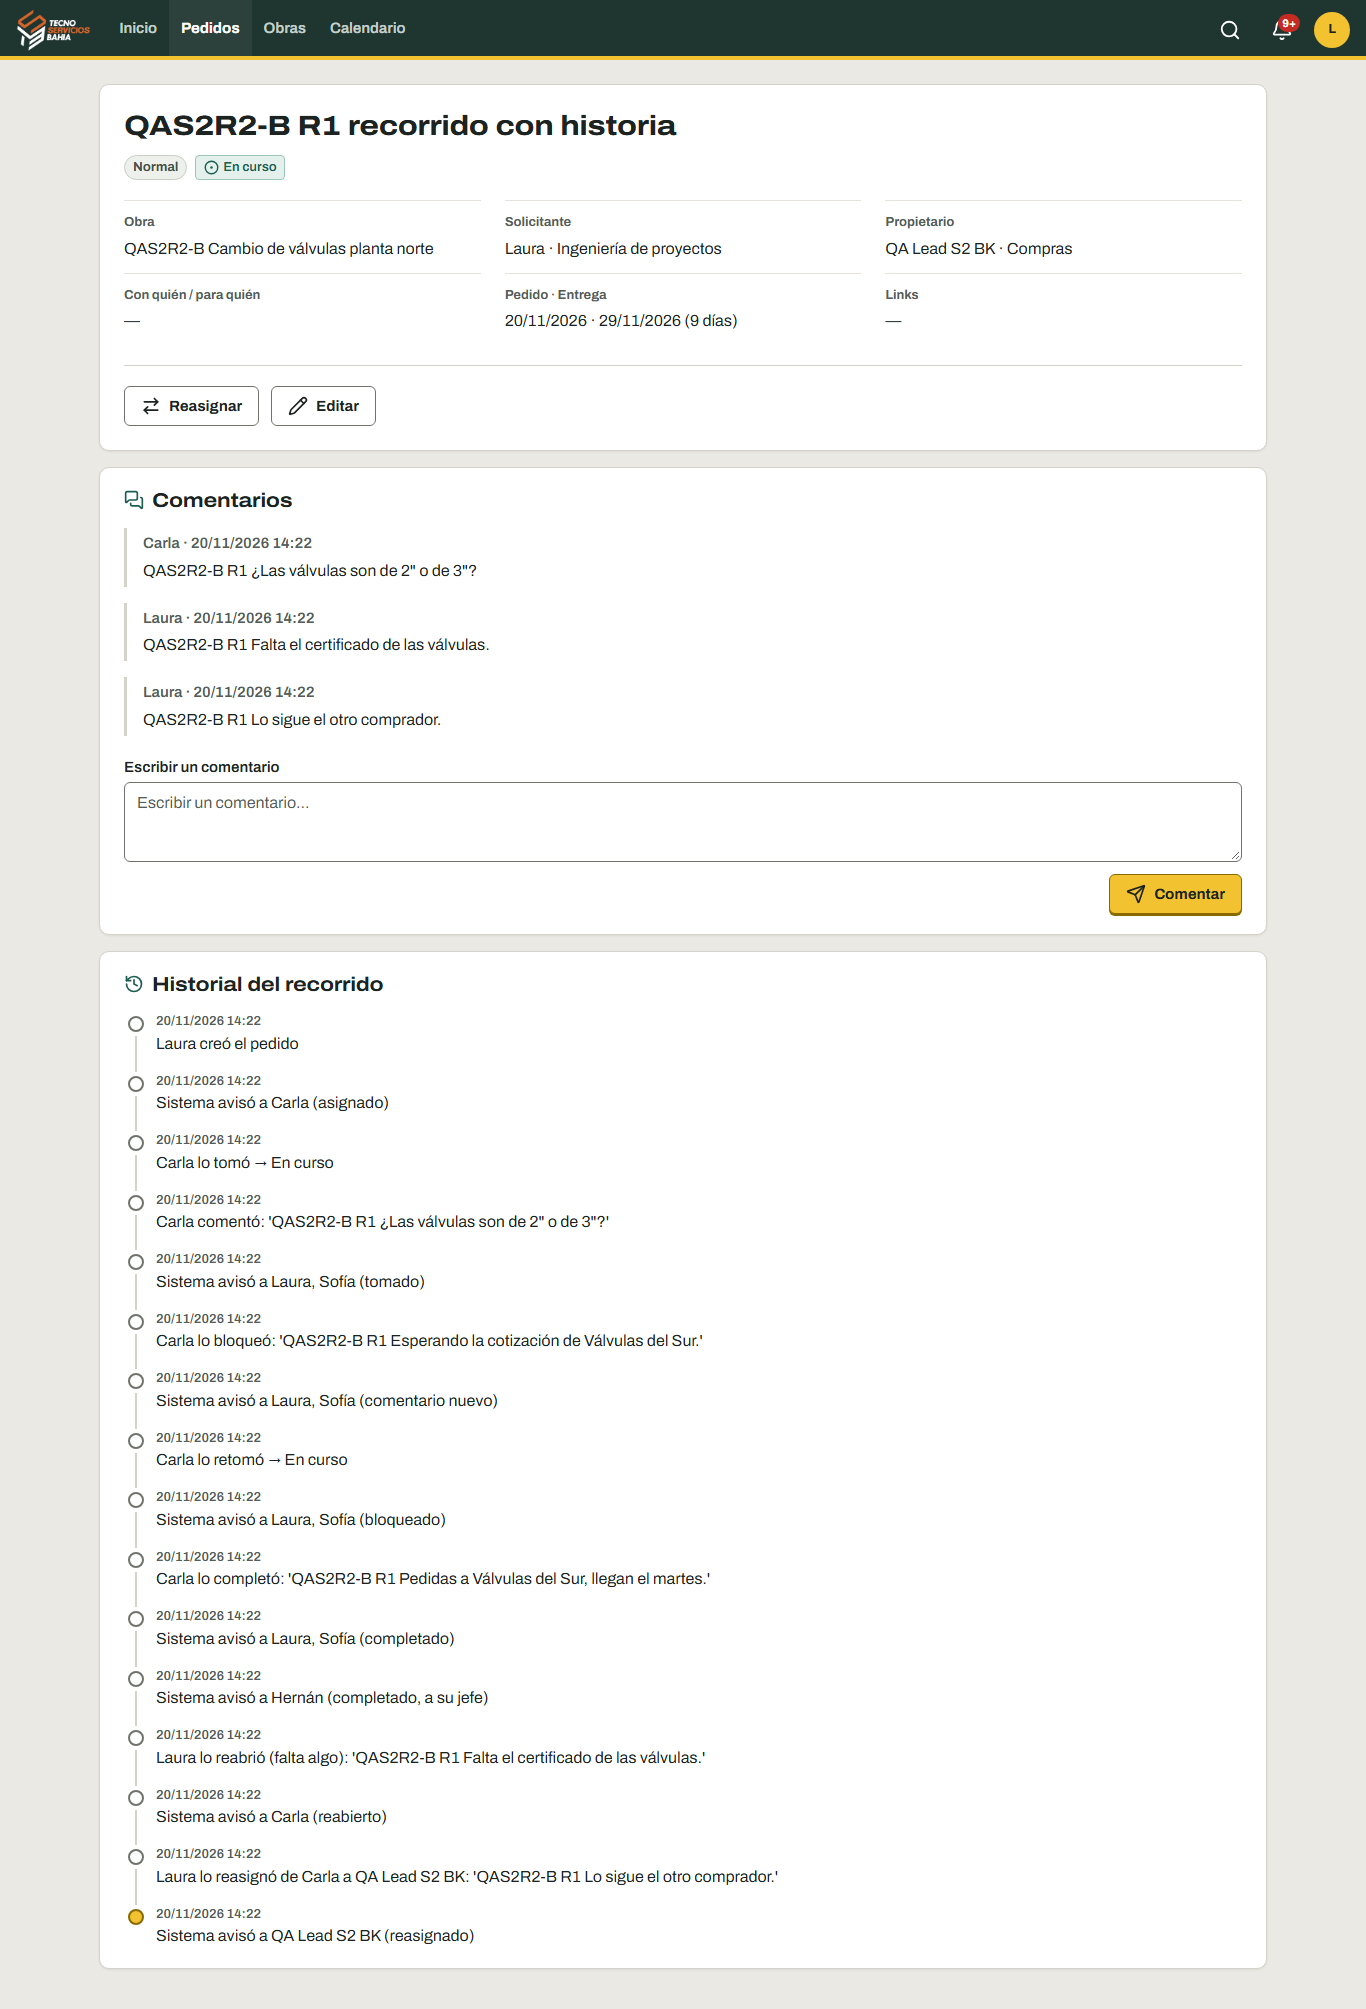 TECNO
SERVICIOS
BAHIA
Inicio
Pedidos
Obras
Calendario
9+
L
QAS2R2-B R1 recorrido con historia
Normal
En curso
Obra
QAS2R2-B Cambio de válvulas planta norte
Solicitante
Laura · Ingeniería de proyectos
Propietario
QA Lead S2 BK · Compras
Con quién / para quién
—
Pedido · Entrega
20/11/2026 · 29/11/2026 (9 días)
Links
—
Reasignar
Editar
Comentarios
Carla · 20/11/2026 14:22
QAS2R2-B R1 ¿Las válvulas son de 2" o de 3"?
Laura · 20/11/2026 14:22
QAS2R2-B R1 Falta el certificado de las válvulas.
Laura · 20/11/2026 14:22
QAS2R2-B R1 Lo sigue el otro comprador.
Escribir un comentario
Escribir un comentario...
Comentar
Historial del recorrido
20/11/2026 14:22
Laura creó el pedido
20/11/2026 14:22
Sistema avisó a Carla (asignado)
20/11/2026 14:22
Carla lo tomó → En curso
20/11/2026 14:22
Carla comentó: 'QAS2R2-B R1 ¿Las válvulas son de 2" o de 3"?'
20/11/2026 14:22
Sistema avisó a Laura, Sofía (tomado)
20/11/2026 14:22
Carla lo bloqueó: 'QAS2R2-B R1 Esperando la cotización de Válvulas del Sur.'
20/11/2026 14:22
Sistema avisó a Laura, Sofía (comentario nuevo)
20/11/2026 14:22
Carla lo retomó → En curso
20/11/2026 14:22
Sistema avisó a Laura, Sofía (bloqueado)
20/11/2026 14:22
Carla lo completó: 'QAS2R2-B R1 Pedidas a Válvulas del Sur, llegan el martes.'
20/11/2026 14:22
Sistema avisó a Laura, Sofía (completado)
20/11/2026 14:22
Sistema avisó a Hernán (completado, a su jefe)
20/11/2026 14:22
Laura lo reabrió (falta algo): 'QAS2R2-B R1 Falta el certificado de las válvulas.'
20/11/2026 14:22
Sistema avisó a Carla (reabierto)
20/11/2026 14:22
Laura lo reasignó de Carla a QA Lead S2 BK: 'QAS2R2-B R1 Lo sigue el otro comprador.'
20/11/2026 14:22
Sistema avisó a QA Lead S2 BK (reasignado)